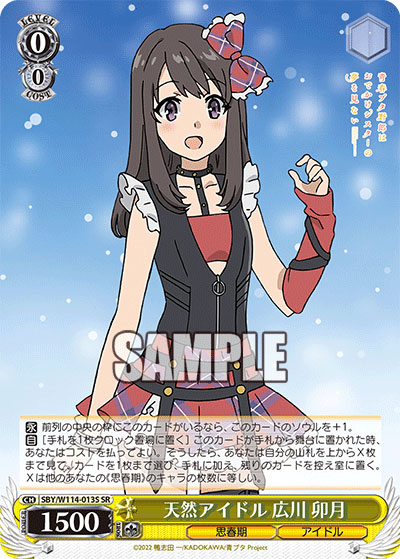 LEVEL
0
0
COST
青春ブタ野郎は
おでかけシスターの
夢を見ない
SAMPLE
永 前列の中央の枠にこのカードがいるなら、このカードのソウルを+1。
自 [手札を1枚クロック置場に置く] このカードが手札から舞台に置かれた時、
あなたはコストを払ってよい。そうしたら、あなたは自分の山札を上からX枚
まで見てカードを1枚まで選び、手札に加え、残りのカードを控え室に置く。
Xは他のあなたの《思春期》のキャラの枚数に等しい。
CH SBY/W114-013S SR
1500
天然アイドル 広川 卯月
思春期
アイドル
©2022 鴨志田 一/KADOKAWA/青ブタ Project